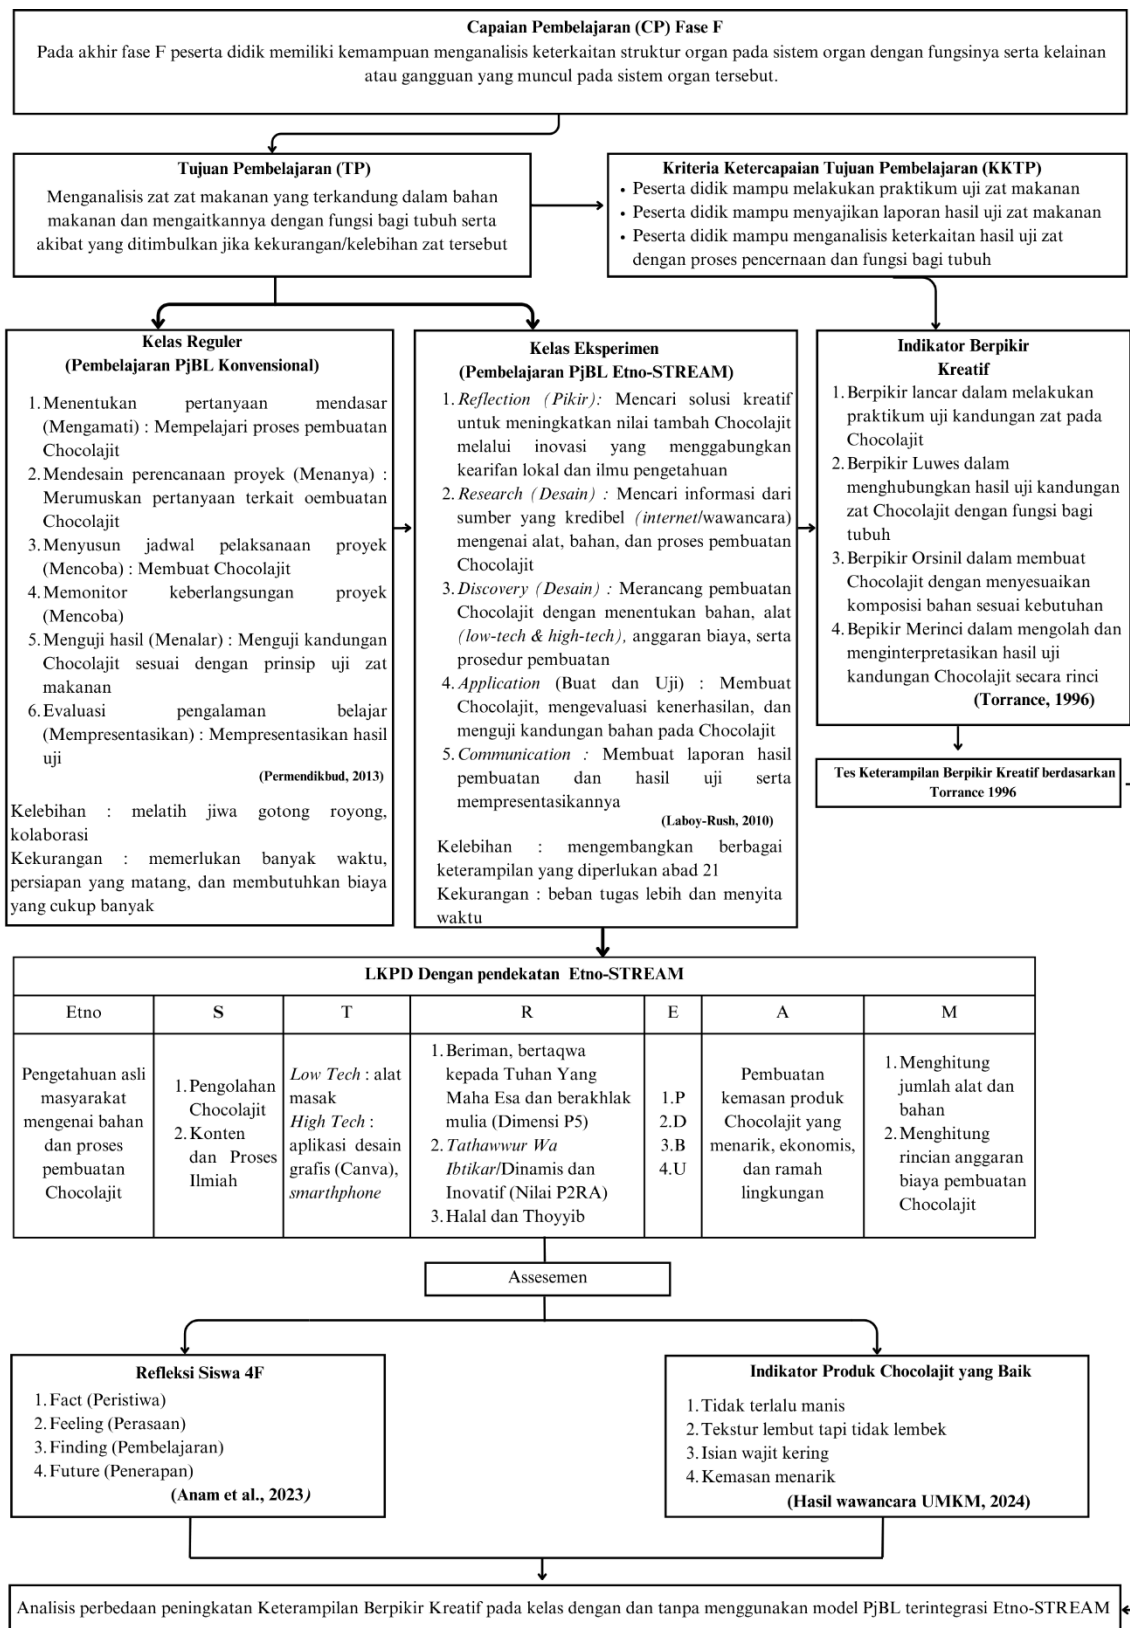 Capaian Pembelajaran (CP) Fase F
Pada akhir fase F peserta didik memiliki kemampuan menganalisis keterkaitan struktur organ pada sistem organ dengan fungsinya serta kelainan
atau gangguan yang muncul pada sistem organ tersebut.
Tujuan Pembelajaran (TP)
Menganalisis zat zat makanan yang terkandung dalam bahan
makanan dan mengaitkannya dengan fungsi bagi tubuh serta
akibat yang ditimbulkan jika kekurangan/kelebihan zat tersebut
Kriteria Ketercapaian Tujuan Pembelajaran (KKTP)
• Peserta didik mampu melakukan praktikum uji zat makanan
• Peserta didik mampu menyajikan laporan hasil uji zat makanan
• Peserta didik mampu menganalisis keterkaitan hasil uji zat
dengan proses pencernaan dan fungsi bagi tubuh
Kelas Reguler
(Pembelajaran PjBL Konvensional)
1. Menentukan pertanyaan mendasar
(Mengamati) : Mempelajari proses pembuatan
Chocolajit
2. Mendesain perencanaan proyek (Menanya) :
Merumuskan pertanyaan terkait oembuatan
Chocolajit
3. Menyusun jadwal pelaksanaan proyek
(Mencoba) : Membuat Chocolajit
4. Memonitor keberlangsungan proyek
(Mencoba)
5. Menguji hasil (Menalar) : Menguji kandungan
Chocolajit sesuai dengan prinsip uji zat
makanan
6. Evaluasi pengalaman belajar
(Mempresentasikan) : Mempresentasikan hasil
uji
(Permendikbud, 2013)
Kelebihan : melatih jiwa gotong royong,
kolaborasi
Kekurangan : memerlukan banyak waktu,
persiapan yang matang, dan membutuhkan biaya
yang cukup banyak
Kelas Eksperimen
(Pembelajaran PjBL Etno-STREAM)
1. Reflection (Pikir): Mencari solusi kreatif
untuk meningkatkan nilai tambah Chocolajit
melalui inovasi yang menggabungkan
kearifan lokal dan ilmu pengetahuan
2. Research (Desain) : Mencari informasi dari
sumber yang kredibel (internet/wawancara)
mengenai alat, bahan, dan proses pembuatan
Chocolajit
3. Discovery (Desain) : Merancang pembuatan
Chocolajit dengan menentukan bahan, alat
(low-tech & high-tech), anggaran biaya, serta
prosedur pembuatan
4. Application (Buat dan Uji) : Membuat
Chocolajit, mengevaluasi kenerhasilan, dan
menguji kandungan bahan pada Chocolajit
5. Communication : Membuat laporan hasil
pembuatan dan hasil uji serta
mempresentasikannya
(Laboy-Rush, 2010)
Kelebihan : mengembangkan berbagai
keterampilan yang diperlukan abad 21
Kekurangan : beban tugas lebih dan menyita
waktu
Indikator Berpikir
Kreatif
1. Berpikir lancar dalam melakukan
praktikum uji kandungan zat pada
Chocolajit
2. Berpikir Luwes dalam
menghubungkan hasil uji kandungan
zat Chocolajit dengan fungsi bagi
tubuh
3. Berpikir Orsinil dalam membuat
Chocolajit dengan menyesuaikan
komposisi bahan sesuai kebutuhan
4. Bepikir Merinci dalam mengolah dan
menginterpretasikan hasil uji
kandungan Chocolajit secara rinci
(Torrance, 1996)
Tes Keterampilan Berpikir Kreatif berdasarkan
Torrance 1996
LKPD Dengan pendekatan Etno-STREAM
Etno S T R E A M
Pengetahuan asli
masyarakat
mengenai bahan
dan proses
pembuatan
Chocolajit
1. Pengolahan
Chocolajit
2. Konten
dan Proses
Ilmiah
Low Tech : alat
masak
High Tech :
aplikasi desain
grafis (Canva),
smarthphone
1. Beriman, bertaqwa
kepada Tuhan Yang
Maha Esa dan berakhlak
mulia (Dimensi P5)
2. Tathawwur Wa
Ibtikar/Dinamis dan
Inovatif (Nilai P2RA)
3. Halal dan Thoyyib
1. P
2. D
3. B
4. U
Pembuatan
kemasan produk
Chocolajit yang
menarik, ekonomis,
dan ramah
lingkungan
1. Menghitung
jumlah alat dan
bahan
2. Menghitung
rincian anggaran
biaya pembuatan
Chocolajit
Assesemen
Refleksi Siswa 4F
1. Fact (Peristiwa)
2. Feeling (Perasaan)
3. Finding (Pembelajaran)
4. Future (Penerapan)
(Anam et al., 2023)
Indikator Produk Chocolajit yang Baik
1. Tidak terlalu manis
2. Tekstur lembut tapi tidak lembek
3. Isian wajit kering
4. Kemasan menarik
(Hasil wawancara UMKM, 2024)
Analisis perbedaan peningkatan Keterampilan Berpikir Kreatif pada kelas dengan dan tanpa menggunakan model PjBL terintegrasi Etno-STREAM